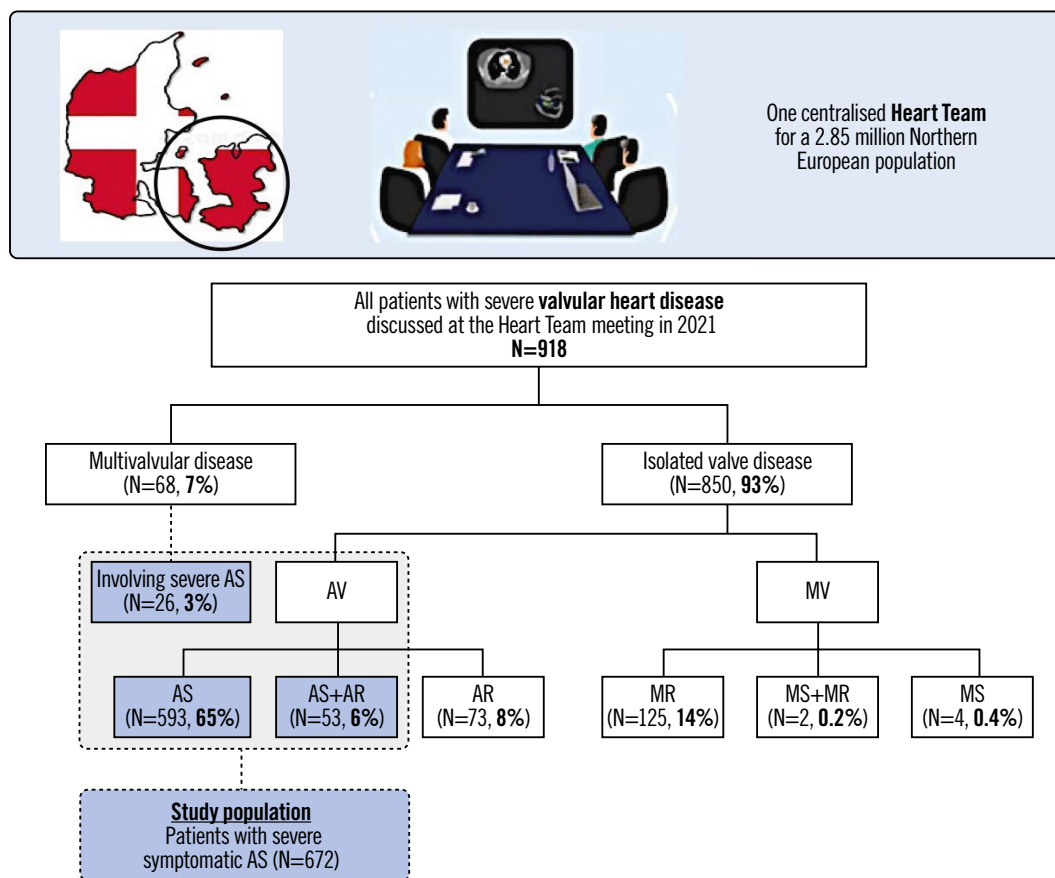 One centralised Heart Team
for a 2.85 million Northern
European population
All patients with severe valvular heart disease
discussed at the Heart Team meeting in 2021
N=918
Multivalvular disease
(N=68, 7%)
Isolated valve disease
(N=850, 93%)
Involving severe AS
(N=26, 3%)
AV
MV
AS
(N=593, 65%)
AS+AR
(N=53, 6%)
AR
(N=73, 8%)
MR
(N=125, 14%)
MS+MR
(N=2, 0.2%)
MS
(N=4, 0.4%)
Study population
Patients with severe
symptomatic AS (N=672)